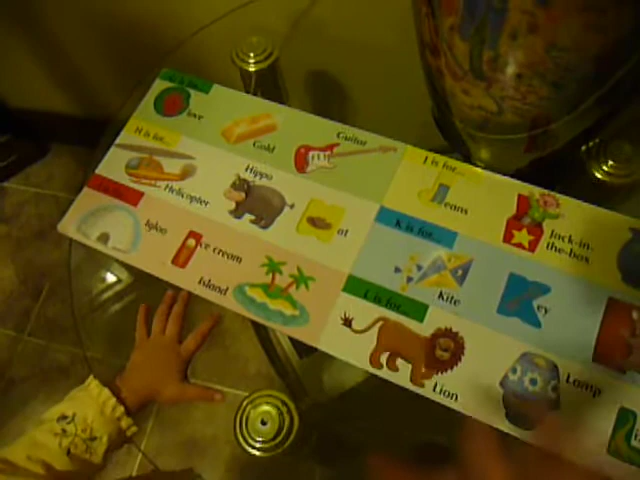 love
Gold
Guitar
H is for...
Helicopter
Hippo
at
Igloo
ce cream
Island
J is for...
eans
Jack-in-
the-box
K is for...
Kite
ey
L is for...
Lion
Lamp